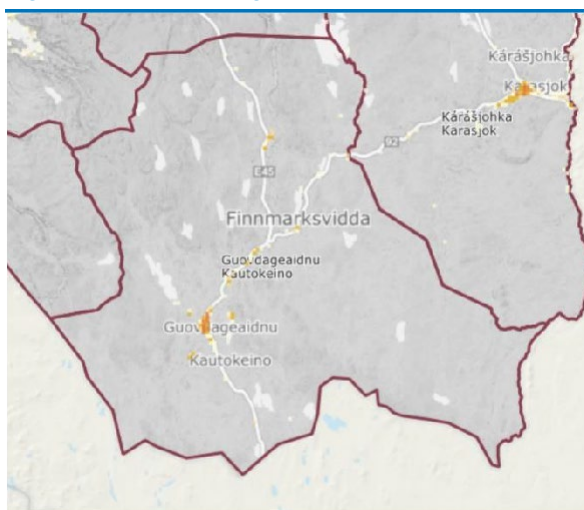 Kárášjohka
Karasjok
Kárášjohka
Karasjok
92
E45
Finnmarksvidda
Guovdageaidnu
Kautokeino
Guovdageaidnu
Kautokeino